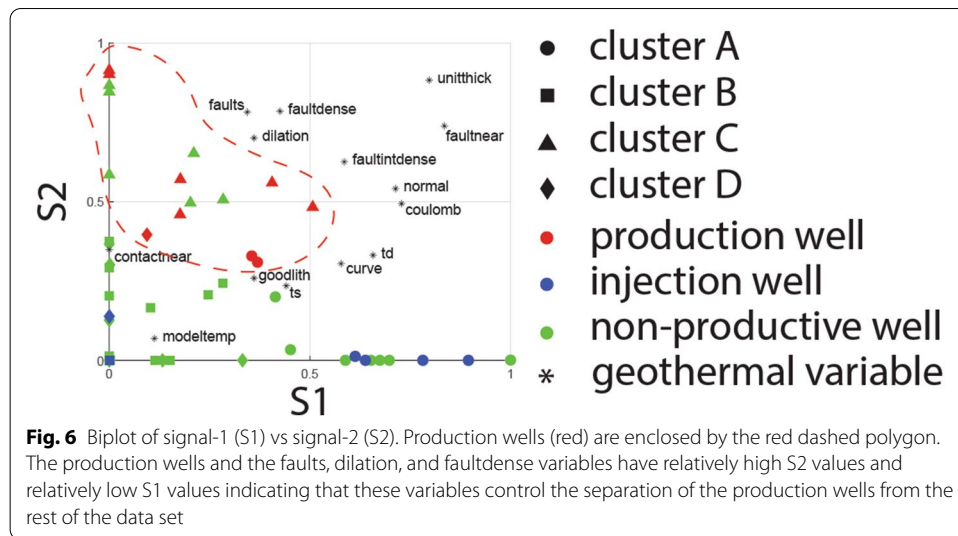 1
cluster A
unitthick
cluster B
faults
faultdense
cluster C
dilation
faultnear
faultintdense
cluster D
normal
S2
0.5
coulomb
production well
contactnear
td
curve
injection well
goodlith
ts
non-productive well
modeltemp
0
0
0.5
1
* geothermal variable
S1
Fig. 6 Biplot of signal-1 (S1) vs signal-2 (S2). Production wells (red) are enclosed by the red dashed polygon.
The production wells and the faults, dilation, and faultdense variables have relatively high S2 values and
relatively low S1 values indicating that these variables control the separation of the production wells from the
rest of the data set